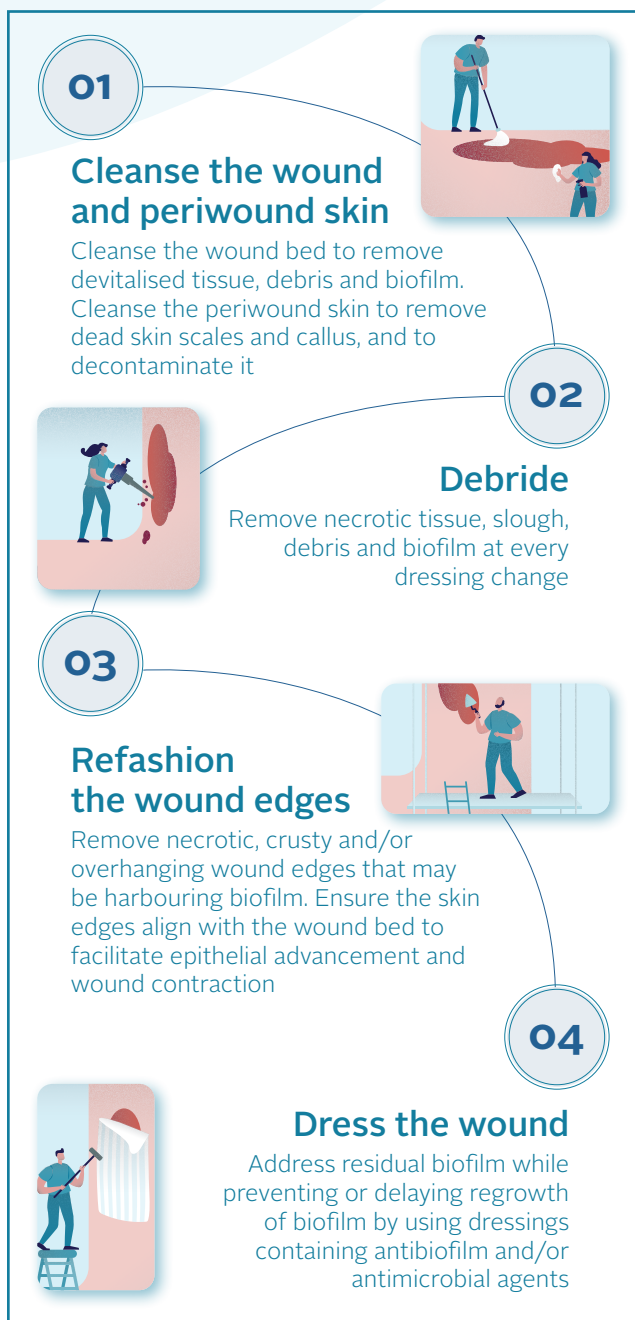 01
Cleanse the wound
and periwound skin
Cleanse the wound bed to remove
devitalised tissue, debris and biofilm.
Cleanse the periwound skin to remove
dead skin scales and callus, and to
decontaminate it
02
Debride
Remove necrotic tissue, slough,
debris and biofilm at every
dressing change
03
Refashion
the wound edges
Remove necrotic, crusty and/or
overhanging wound edges that may
be harbouring biofilm. Ensure the skin
edges align with the wound bed to
facilitate epithelial advancement and
wound contraction
04
Dress the wound
Address residual biofilm while
preventing or delaying regrowth
of biofilm by using dressings
containing antibiofilm and/or
antimicrobial agents